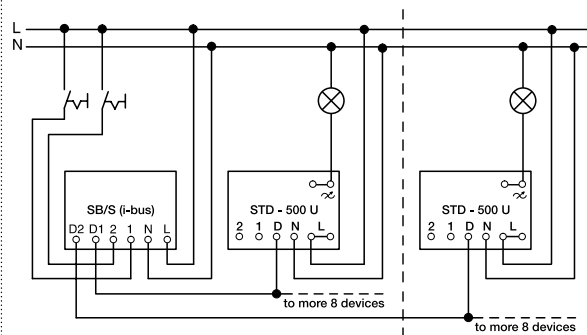 L
N
SB/S (i-bus)
D2 D1 2 1 N L
STD - 500 U
2 1 D N L
to more 8 devices
STD - 500 U
2 1 D N L
to more 8 devices